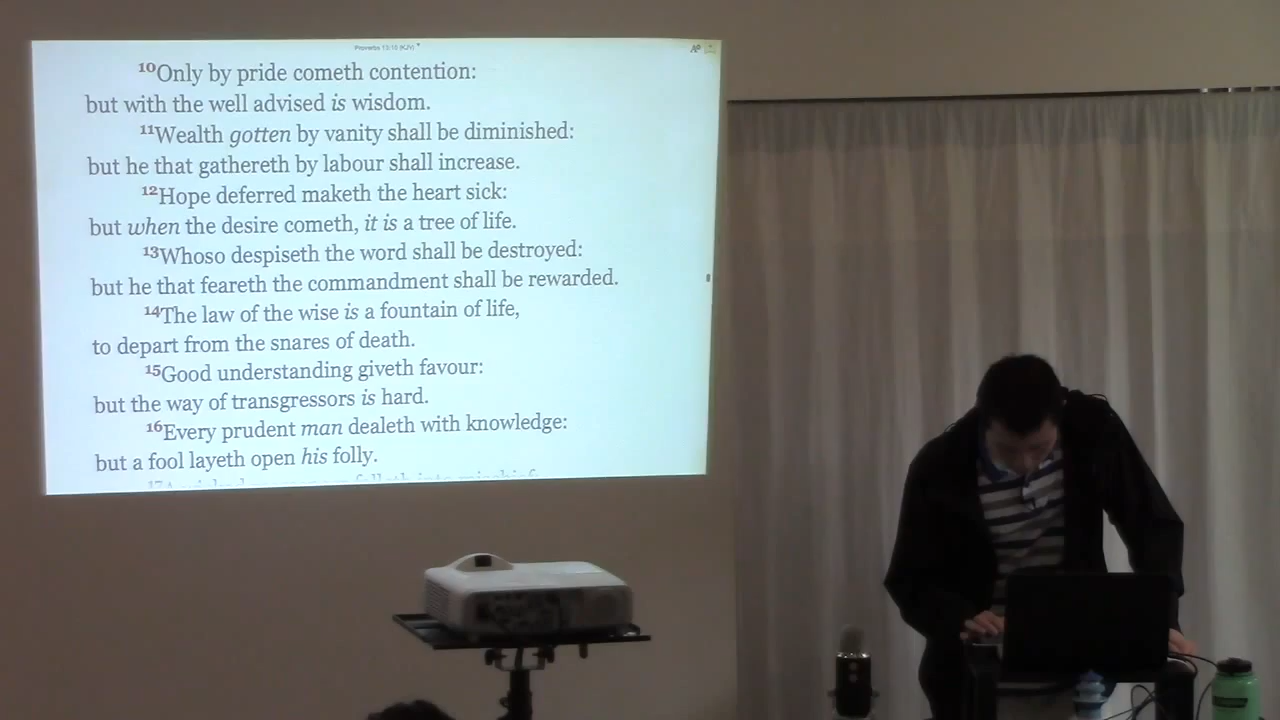 Proverbs 13:10 (KJV)
10Only by pride cometh contention:
but with the well advised is wisdom.
11Wealth gotten by vanity shall be diminished:
but he that gathereth by labour shall increase.
12Hope deferred maketh the heart sick:
but when the desire cometh, it is a tree of life.
13Whoso despiseth the word shall be destroyed:
but he that feareth the commandment shall be rewarded.
14The law of the wise is a fountain of life,
to depart from the snares of death.
15Good understanding giveth favour:
but the way of transgressors is hard.
16Every prudent man dealeth with knowledge:
but a fool layeth open his folly.